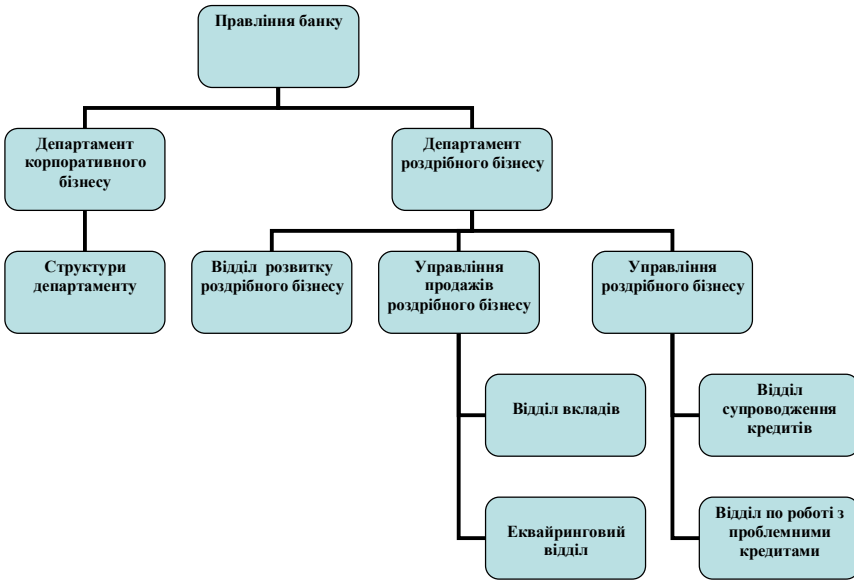 Правління банку
Департамент
корпоративного
бізнесу
Департамент
роздрібного бізнесу
Структури
департаменту
Відділ розвитку
роздрібного бізнесу
Управління
продажів
роздрібного бізнесу
Управління
роздрібного бізнесу
Відділ вкладів
Відділ
супроводження
кредитів
Еквайринговий
відділ
Відділ по роботі з
проблемними
кредитами